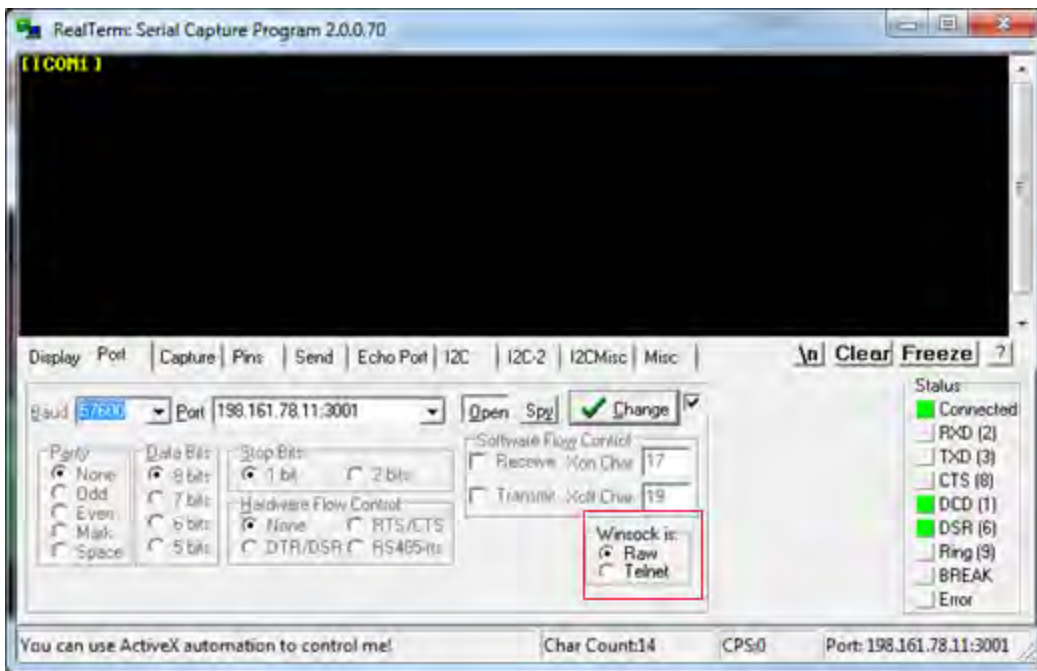 RealTerm: Serial Capture Program 2.0.0.70
[ICOM1]
Display Port Capture Pins Send Echo Port I2C I2C-2 I2CMisc Misc \n Clear Freeze ?
Baud 57600 Port 198.161.78.11:3001 Open Spy Change
Status
Connected
RXD (2)
TXD (3)
CTS (8)
DCD (1)
DSR (6)
Ring (9)
BREAK
Error
Parity
None
Odd
Even
Mark
Space
Data Bits
8 bits
7 bits
6 bits
5 bits
Stop Bits
1 bit 2 bits
Hardware Flow Control
None RTS/CTS
DTR/DSR RS485-rts
Software Flow Control
Receive Xon Char 17
Transmit Xoff Char 19
Winsock is:
Raw
Telnet
You can use ActiveX automation to control me! Char Count:14 CPS:0 Port: 198.161.78.11:3001